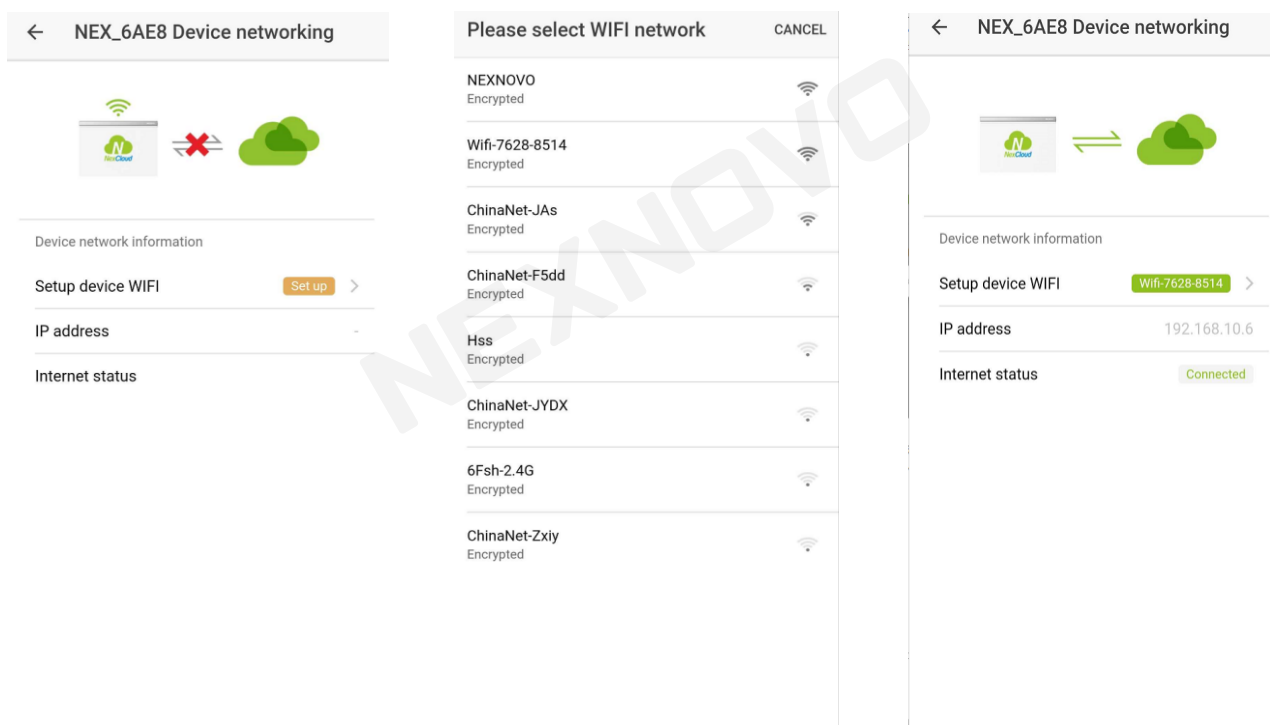 NEX_6AE8 Device networking
N
NexCloud
Device network information
Setup device WIFI
Set up
IP address
-
Internet status
Please select WIFI network
CANCEL
NEXNOVO
Encrypted
Wifi-7628-8514
Encrypted
ChinaNet-JAs
Encrypted
ChinaNet-F5dd
Encrypted
Hss
Encrypted
ChinaNet-JYDX
Encrypted
6Fsh-2.4G
Encrypted
ChinaNet-Zxiy
Encrypted
NEX_6AE8 Device networking
N
NexCloud
Device network information
Setup device WIFI
Wifi-7628-8514
IP address
192.168.10.6
Internet status
Connected
NEXNOVO